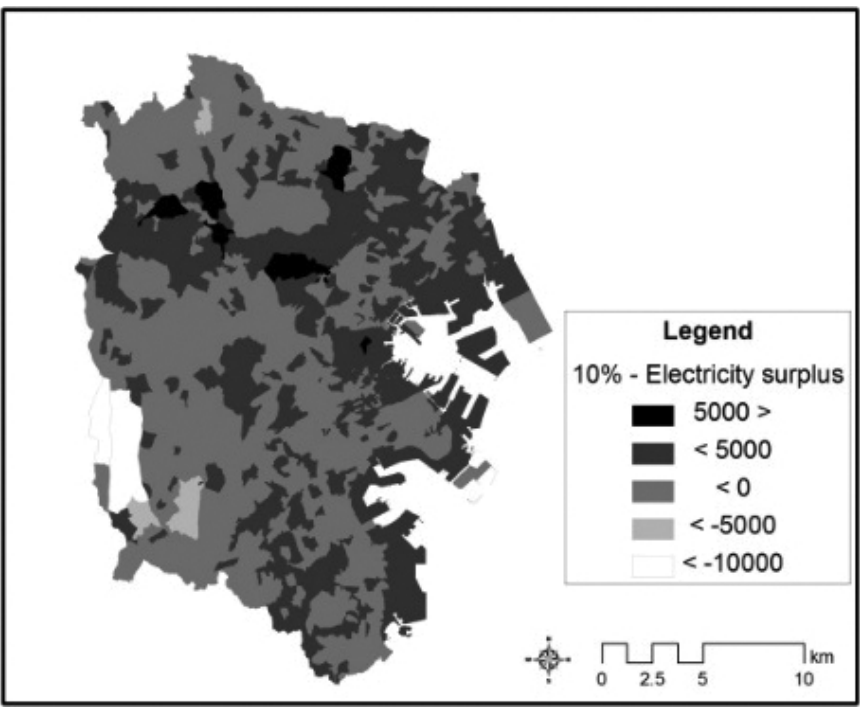 Legend
10% - Electricity surplus
5000 >
< 5000
< 0
< -5000
< -10000
km
0 2.5 5 10